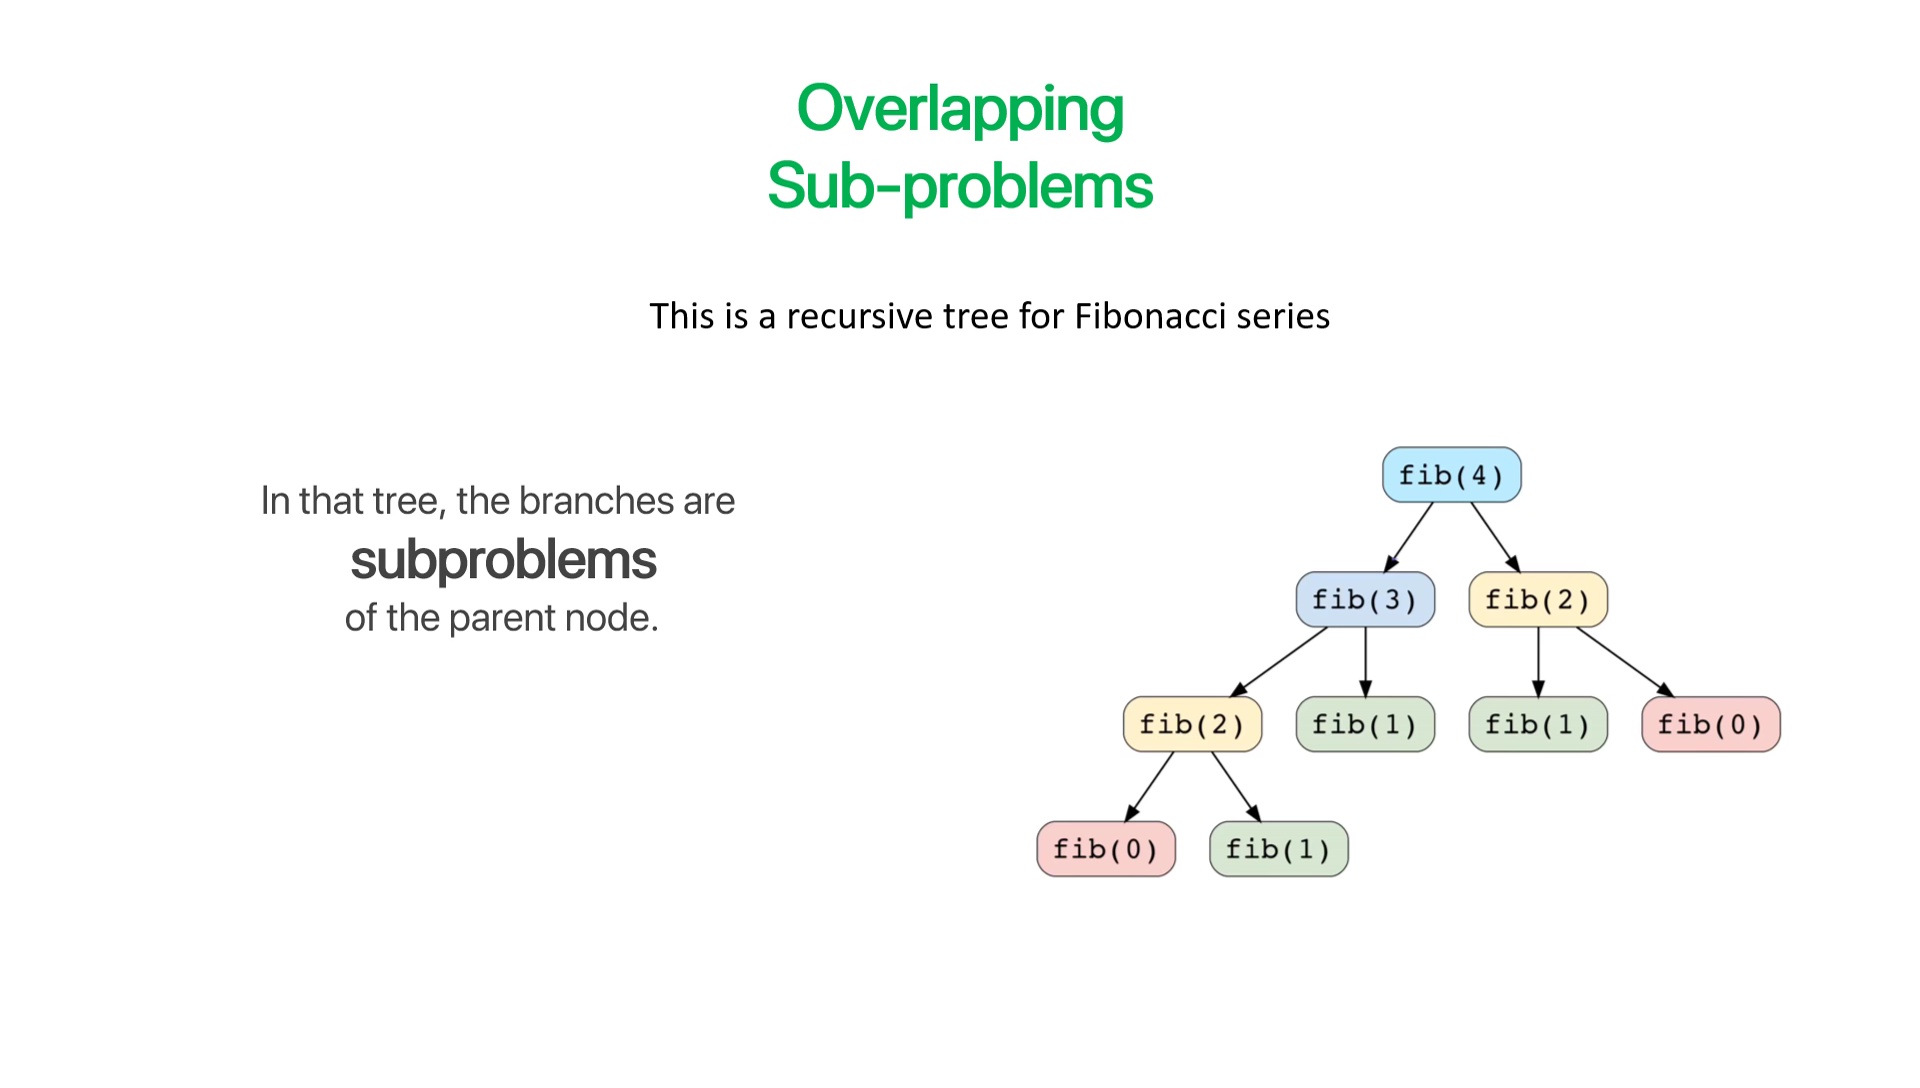 Overlapping
Sub-problems
This is a recursive tree for Fibonacci series
In that tree, the branches are
subproblems
of the parent node.
fib(4)
fib(3) fib(2)
fib(2) fib(1) fib(1) fib(0)
fib(0) fib(1)